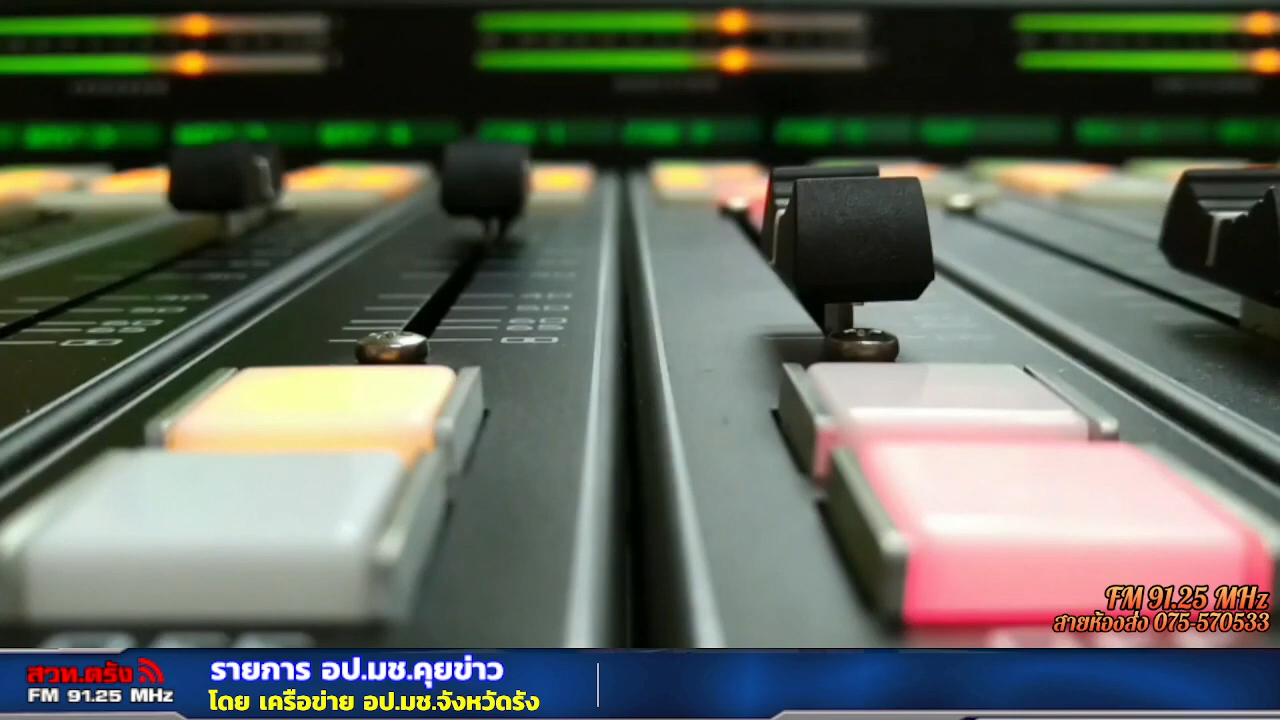 FM 91.25 MHz
สายห้องส่ง 075-570533
สวท.ตรัง
FM 91.25 MHz
รายการ อป.มช.คุยข่าว
โดย เครือข่าย อป.มช.จังหวัดรัง